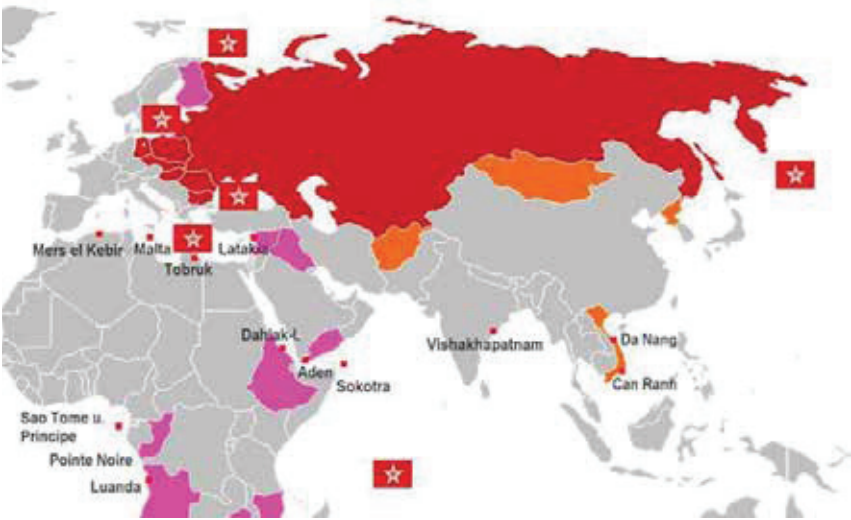 Mers el Kebir
Malta
Latakia
Tobruk
Dahlak-I.
Aden
Sokotra
Vishakhapatnam
Da Nang
Can Ranh
Sao Tome u.
Principe
Pointe Noire
Luanda